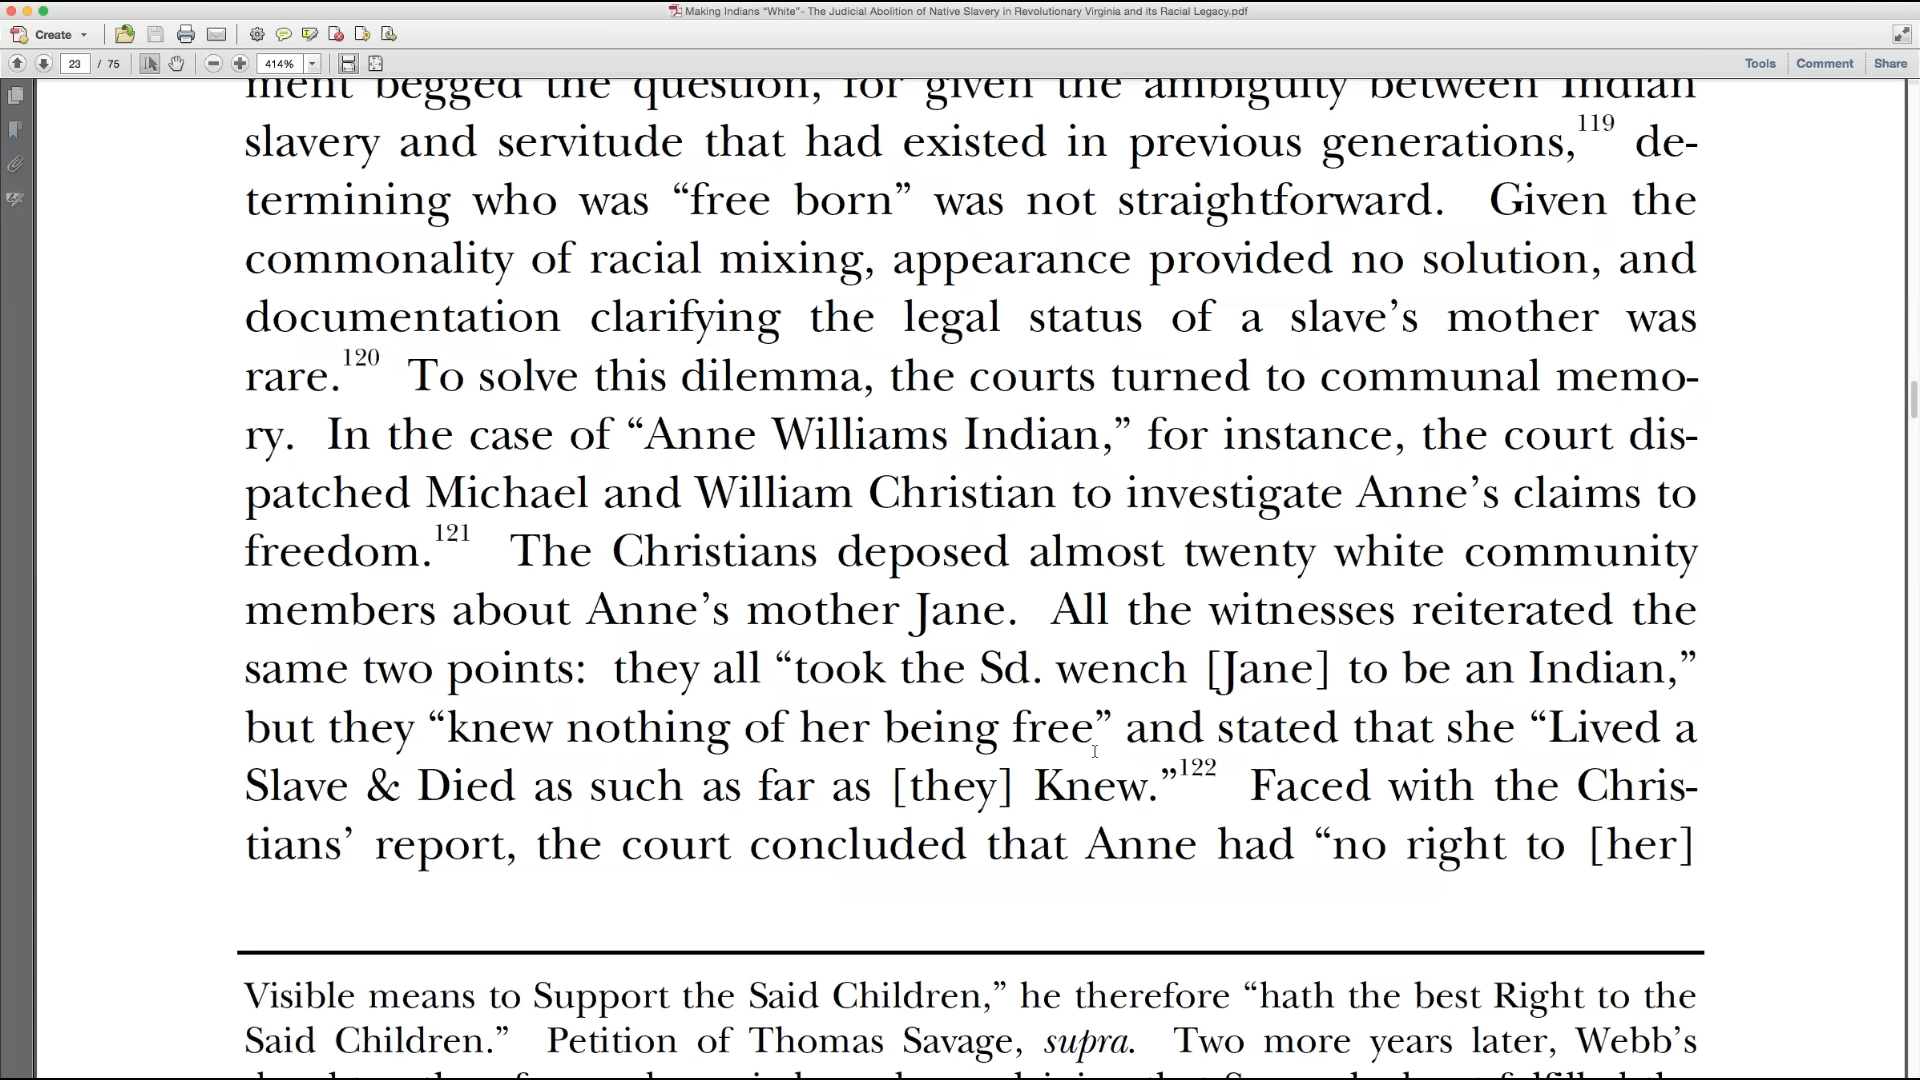 Making Indians “White”- The Judicial Abolition of Native Slavery in Revolutionary Virginia and its Racial Legacy.pdf
Create
23 / 75
414%
Tools Comment Share
ment begged the question, for given the ambiguity between Indian
slavery and servitude that had existed in previous generations,119 de-
termining who was “free born” was not straightforward. Given the
commonality of racial mixing, appearance provided no solution, and
documentation clarifying the legal status of a slave’s mother was
rare.120 To solve this dilemma, the courts turned to communal memo-
ry. In the case of “Anne Williams Indian,” for instance, the court dis-
patched Michael and William Christian to investigate Anne’s claims to
freedom.121 The Christians deposed almost twenty white community
members about Anne’s mother Jane. All the witnesses reiterated the
same two points: they all “took the Sd. wench [Jane] to be an Indian,”
but they “knew nothing of her being free” and stated that she “Lived a
Slave & Died as such as far as [they] Knew.”122 Faced with the Chris-
tians’ report, the court concluded that Anne had “no right to [her]
Visible means to Support the Said Children,” he therefore “hath the best Right to the
Said Children.” Petition of Thomas Savage, supra. Two more years later, Webb’s